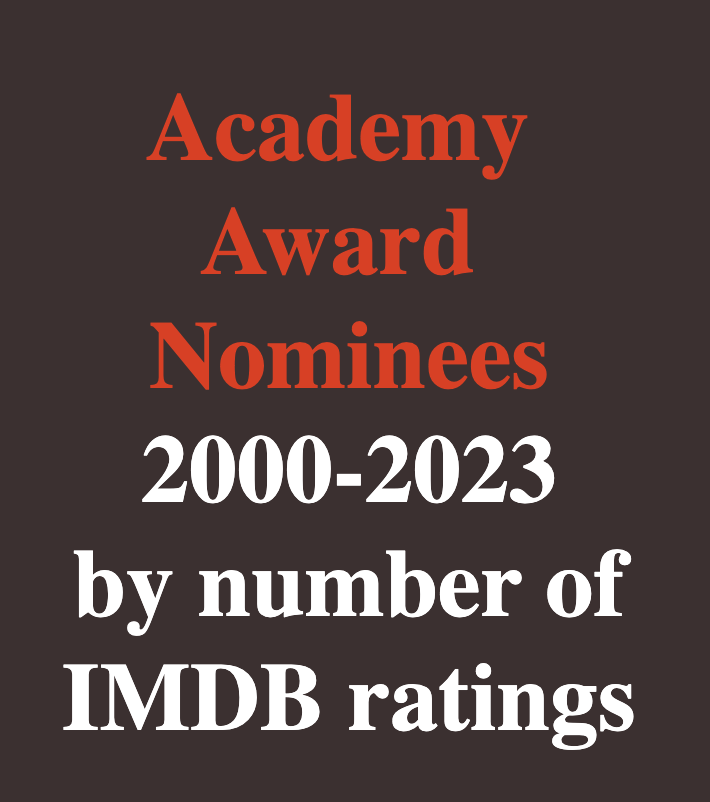 Academy
Award
Nominees
2000-2023
by number of
IMDB ratings